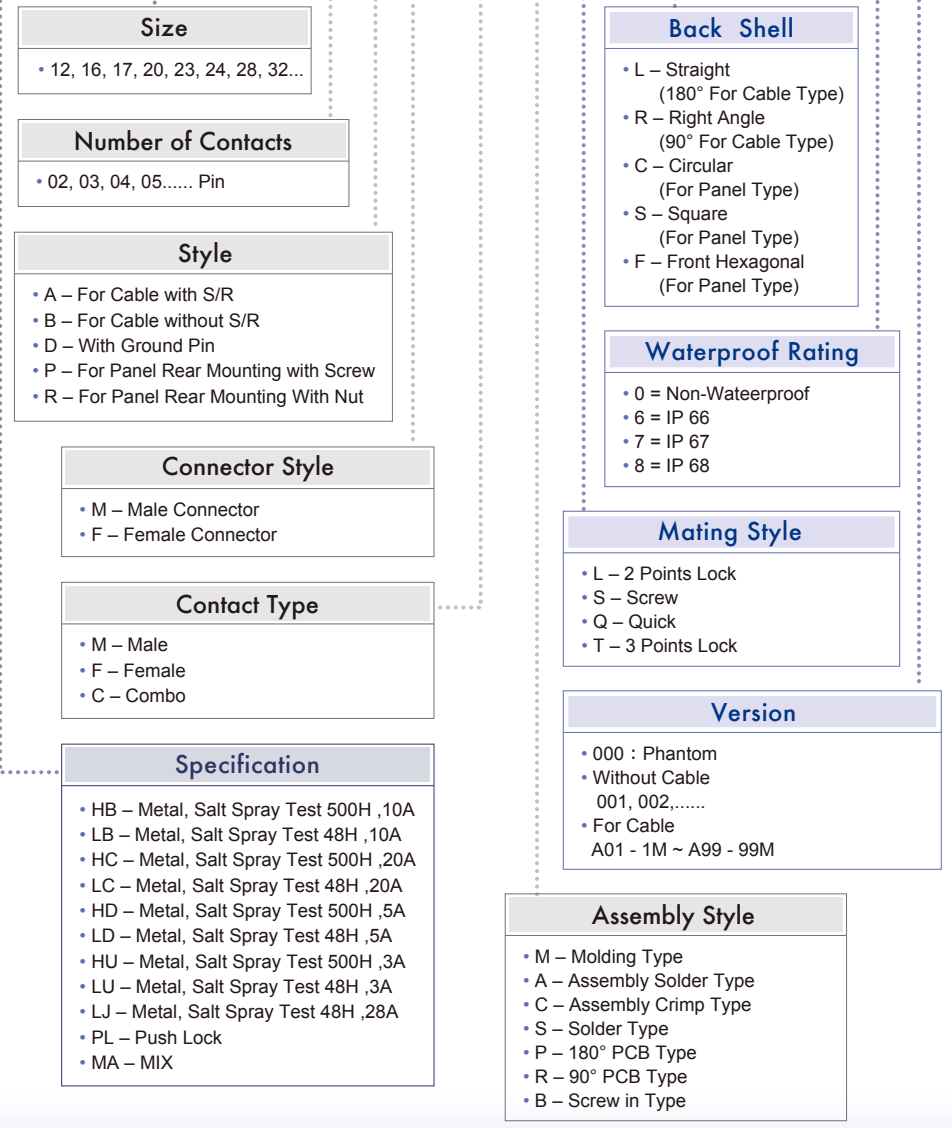 Size
• 12, 16, 17, 20, 23, 24, 28, 32...
Number of Contacts
• 02, 03, 04, 05...... Pin
Style
• A – For Cable with S/R
• B – For Cable without S/R
• D – With Ground Pin
• P – For Panel Rear Mounting with Screw
• R – For Panel Rear Mounting With Nut
Connector Style
• M – Male Connector
• F – Female Connector
Contact Type
• M – Male
• F – Female
• C – Combo
Specification
• HB – Metal, Salt Spray Test 500H ,10A
• LB – Metal, Salt Spray Test 48H ,10A
• HC – Metal, Salt Spray Test 500H ,20A
• LC – Metal, Salt Spray Test 48H ,20A
• HD – Metal, Salt Spray Test 500H ,5A
• LD – Metal, Salt Spray Test 48H ,5A
• HU – Metal, Salt Spray Test 500H ,3A
• LU – Metal, Salt Spray Test 48H ,3A
• LJ – Metal, Salt Spray Test 48H ,28A
• PL – Push Lock
• MA – MIX
Back Shell
• L – Straight
(180° For Cable Type)
• R – Right Angle
(90° For Cable Type)
• C – Circular
(For Panel Type)
• S – Square
(For Panel Type)
• F – Front Hexagonal
(For Panel Type)
Waterproof Rating
• 0 = Non-Wateerproof
• 6 = IP 66
• 7 = IP 67
• 8 = IP 68
Mating Style
• L – 2 Points Lock
• S – Screw
• Q – Quick
• T – 3 Points Lock
Version
• 000：Phantom
• Without Cable
001, 002,......
• For Cable
A01 - 1M ~ A99 - 99M
Assembly Style
• M – Molding Type
• A – Assembly Solder Type
• C – Assembly Crimp Type
• S – Solder Type
• P – 180° PCB Type
• R – 90° PCB Type
• B – Screw in Type